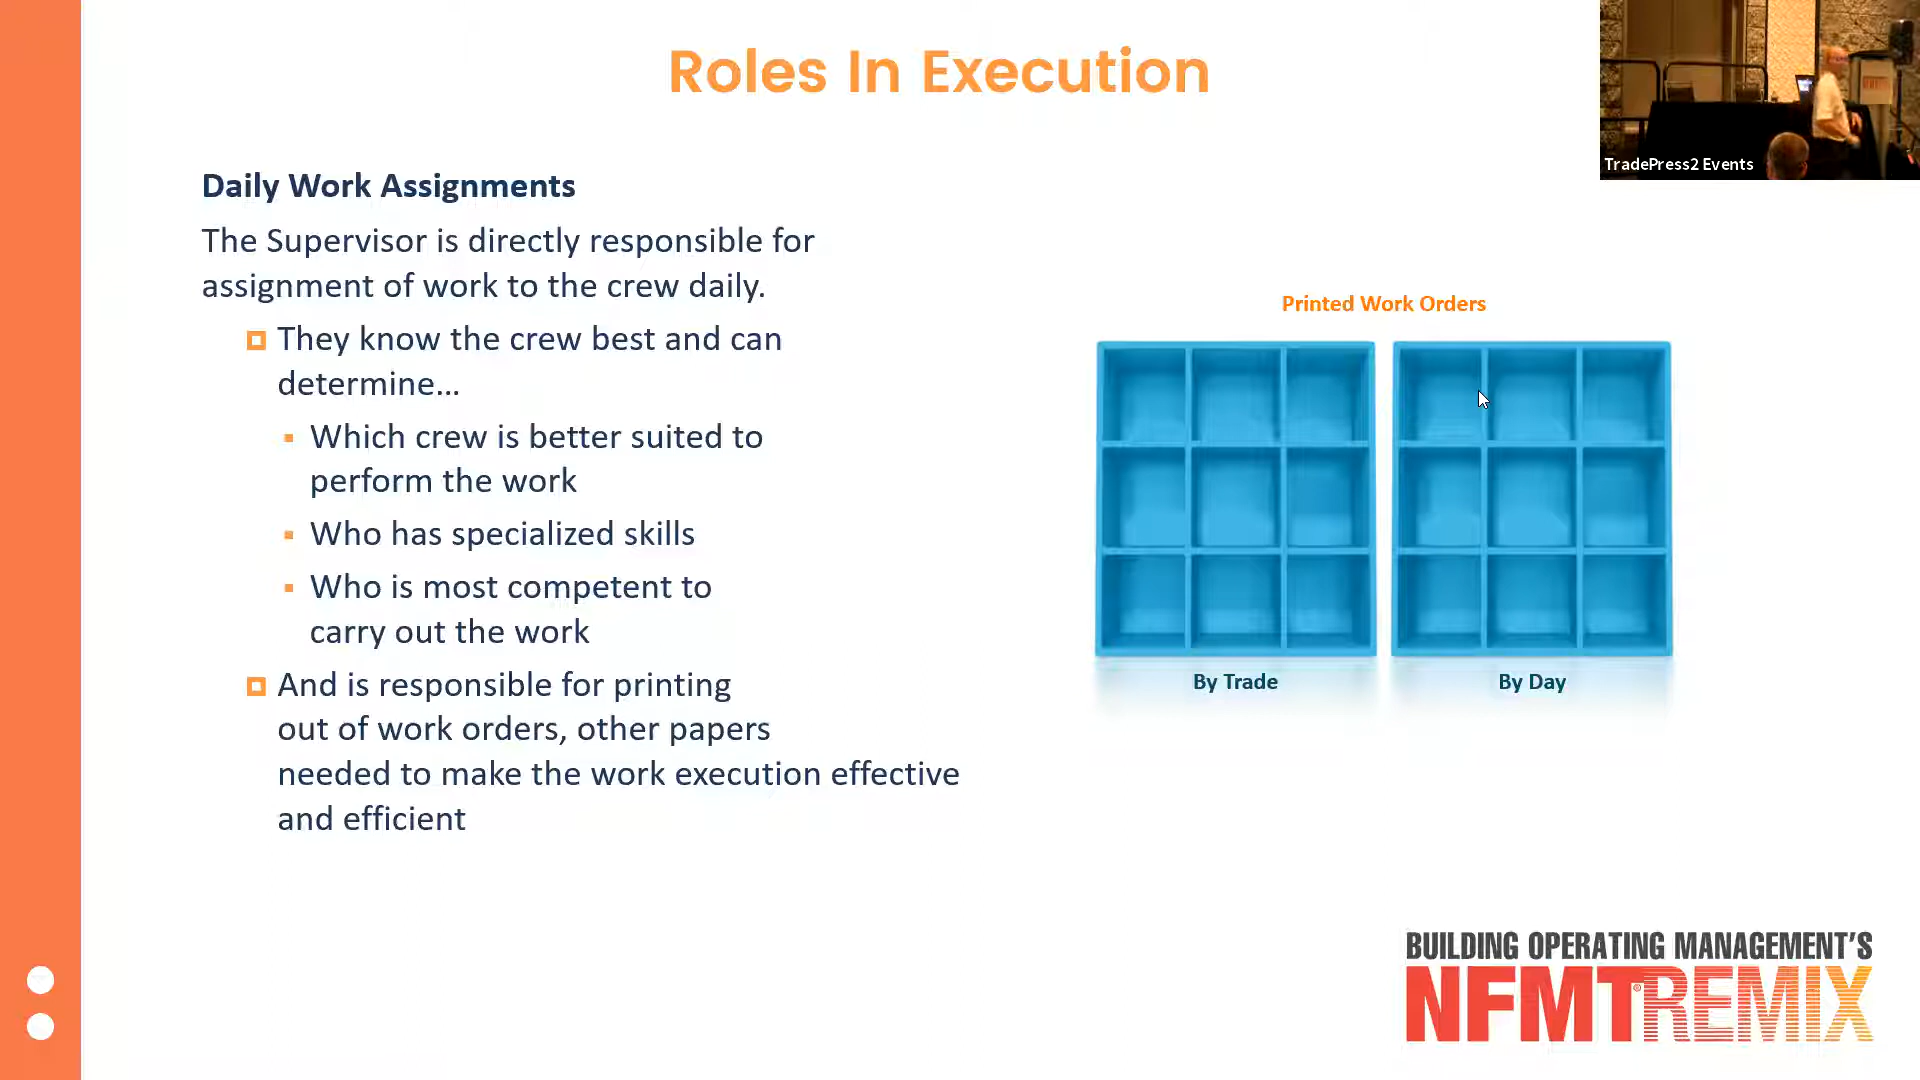 Roles In Execution
TradePress2 Events
Daily Work Assignments
The Supervisor is directly responsible for
assignment of work to the crew daily.
They know the crew best and can
determine...
Which crew is better suited to
perform the work
Who has specialized skills
Who is most competent to
carry out the work
And is responsible for printing
out of work orders, other papers
needed to make the work execution effective
and efficient
Printed Work Orders
By Trade
By Day
BUILDING OPERATING MANAGEMENT'S
NFMT®REMIX